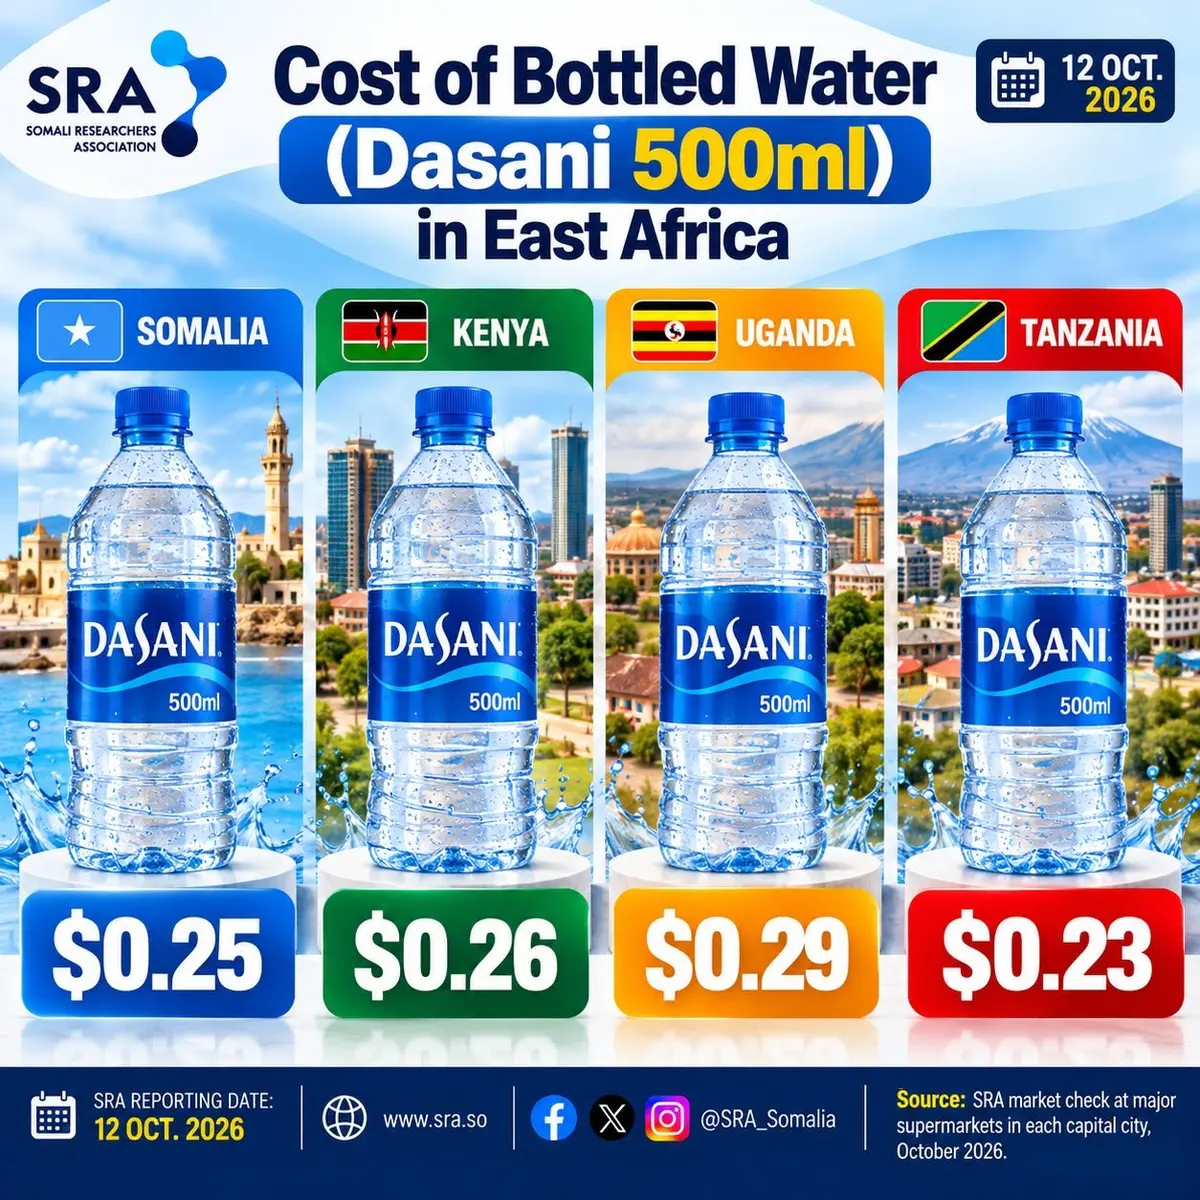 SRA
SOMALI RESEARCHERS
ASSOCIATION
Cost of Bottled Water
(Dasani 500ml)
in East Africa
12 OCT.
2026
SOMALIA
KENYA
UGANDA
TANZANIA
DASANI
500ml
DASANI
500ml
DASANI
500ml
DASANI
500ml
$0.25
$0.26
$0.29
$0.23
SRA REPORTING DATE:
12 OCT. 2026
www.sra.so
@SRA_Somalia
Source: SRA market check at major
supermarkets in each capital city,
October 2026.